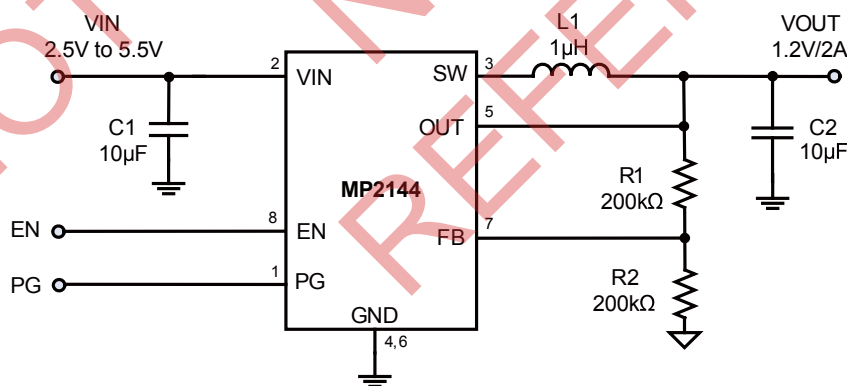 VIN
2.5V to 5.5V
L1
1µH
VOUT
1.2V/2A
2
VIN
SW
3
OUT
5
C1
10µF
C2
10µF
MP2144
R1
200kΩ
EN
8
EN
FB
7
PG
1
PG
R2
200kΩ
GND
4,6